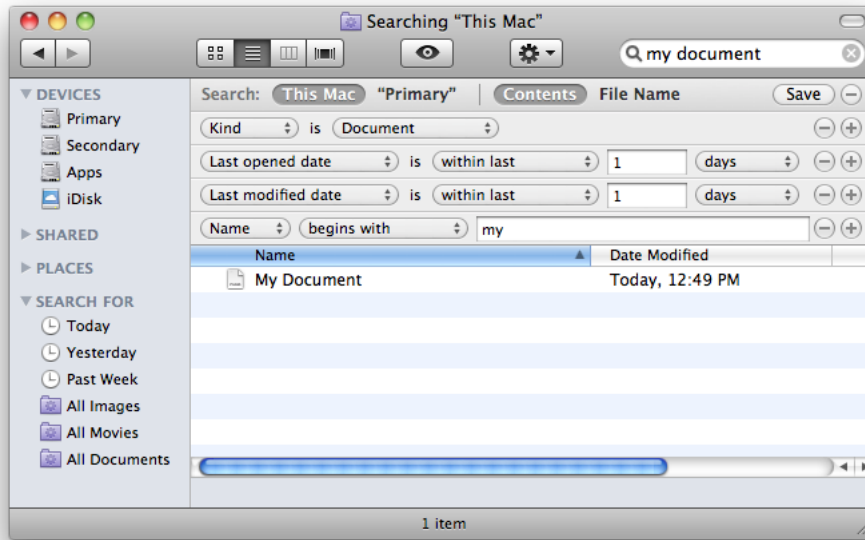 Searching “This Mac”
my document
DEVICES
Primary
Secondary
Apps
iDisk
SHARED
PLACES
SEARCH FOR
Today
Yesterday
Past Week
All Images
All Movies
All Documents
Search: This Mac “Primary” Contents File Name Save
Kind is Document
Last opened date is within last 1 days
Last modified date is within last 1 days
Name begins with my
Name Date Modified
My Document Today, 12:49 PM
1 item